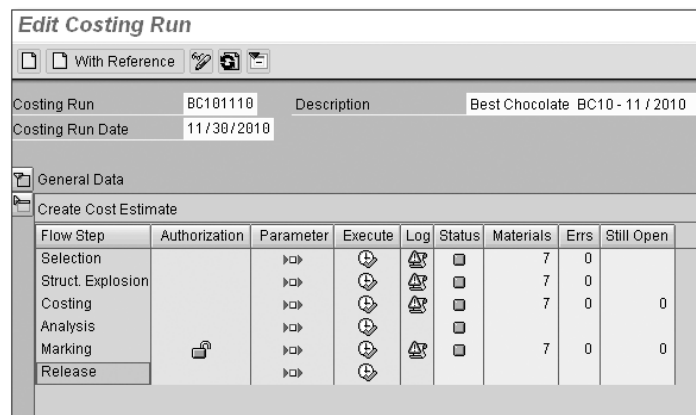 Edit Costing Run
With Reference
Costing Run BC101110 Description Best Chocolate BC10 - 11 / 2010
Costing Run Date 11/30/2010
General Data
Create Cost Estimate
Flow Step Authorization Parameter Execute Log Status Materials Errs Still Open
Selection 7 0
Struct. Explosion 7 0
Costing 7 0 0
Analysis
Marking 7 0 0
Release